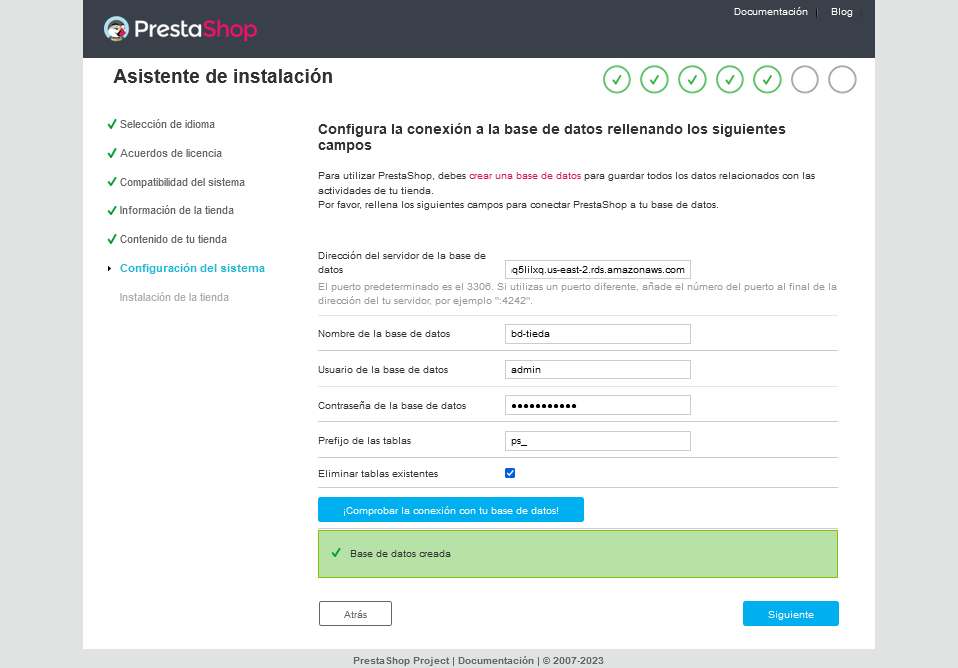 Documentación
Blog
PrestaShop
Asistente de instalación
Selección de idioma
Acuerdos de licencia
Compatibilidad del sistema
Información de la tienda
Contenido de tu tienda
Configuración del sistema
Instalación de la tienda
Configura la conexión a la base de datos rellenando los siguientes
campos
Para utilizar PrestaShop, debes crear una base de datos para guardar todos los datos relacionados con las
actividades de tu tienda.
Por favor, rellena los siguientes campos para conectar PrestaShop a tu base de datos.
Dirección del servidor de la base de
datos
.us-east-2.rds.amazonaws.com
El puerto predeterminado es el 3306. Si utilizas un puerto diferente, añade el número del puerto al final de la
dirección del tu servidor, por ejemplo ":4242".
Nombre de la base de datos
bd-tieda
Usuario de la base de datos
admin
Contraseña de la base de datos
•••••••••••
Prefijo de las tablas
ps_
Eliminar tablas existentes
¡Comprobar la conexión con tu base de datos!
Base de datos creada
Atrás
Siguiente
PrestaShop Project | Documentación | © 2007-2023